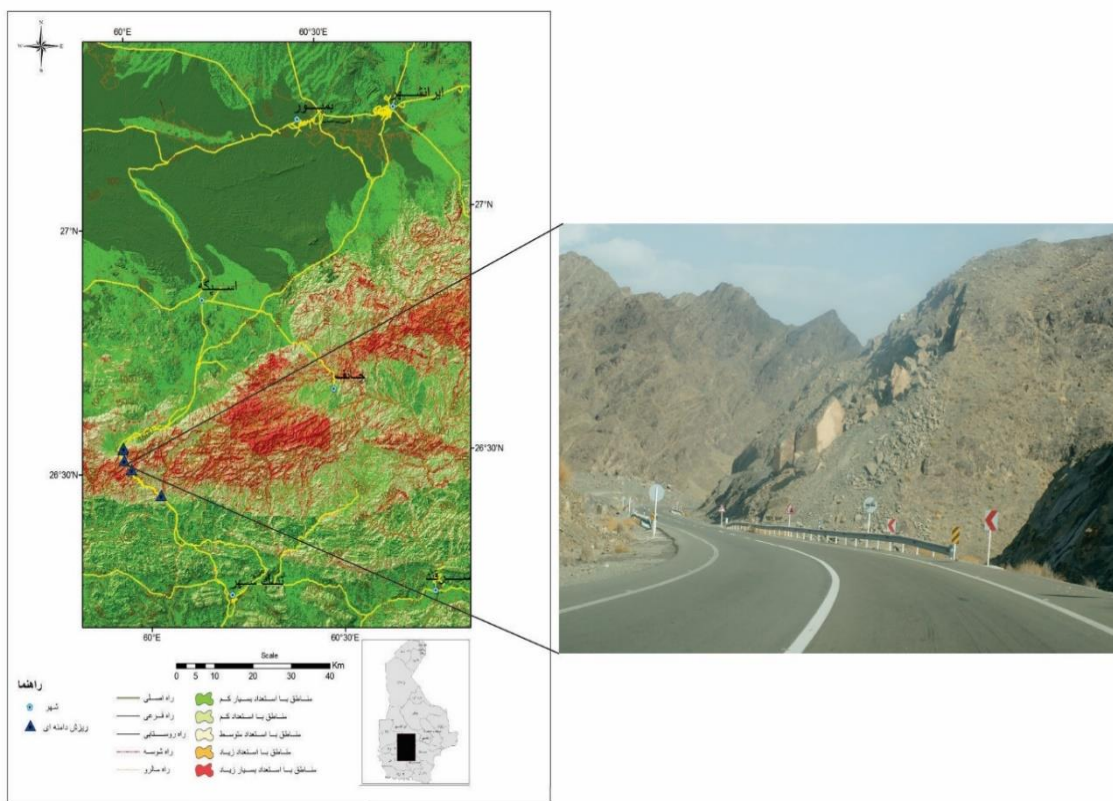 N
W
E
S
60°E
60°30'E
ایرانشهر
بمپور
27°N
27°N
اسپکه
26°30'N
26°30'N
60°E
60°30'E
Scale
0 5 10 20 30 40 Km
راهنما
شهر
ریزش دامنه ای
راه اصلی
راه فرعی
راه روستایی
راه شوسه
راه مالرو
مناطق با استعداد بسیار کم
مناطق با استعداد کم
مناطق با استعداد متوسط
مناطق با استعداد زیاد
مناطق با استعداد بسیار زیاد